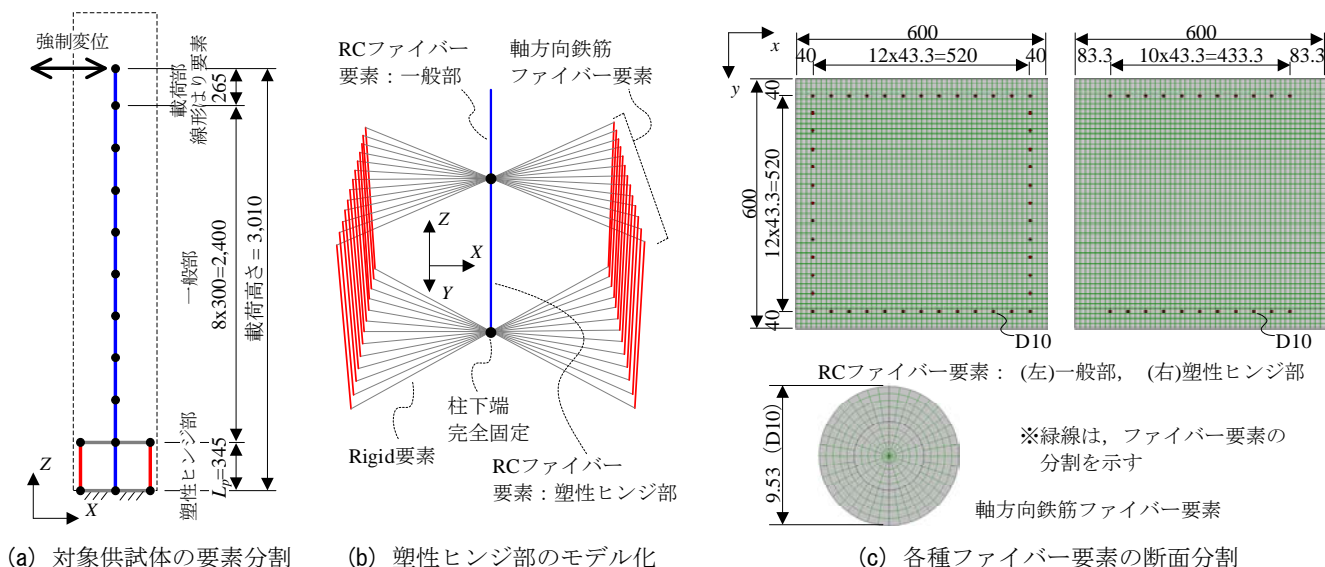 強制変位
載荷部
線形はり要素
265
一般部
8x300=2,400
載荷高さ = 3,010
塑性ヒンジ部
Lp=345
Z
X
(a) 対象供試体の要素分割
RCファイバー
要素：一般部
軸方向鉄筋
ファイバー要素
Z
X
Y
Rigid要素
柱下端
完全固定
RCファイバー
要素：塑性ヒンジ部
(b) 塑性ヒンジ部のモデル化
x
y
600
40
12x43.3=520
40
600
40
12x43.3=520
40
D10
600
83.3
10x43.3=433.3
83.3
D10
RCファイバー要素： (左)一般部， (右)塑性ヒンジ部
9.53 (D10)
※緑線は，ファイバー要素の
分割を示す
軸方向鉄筋ファイバー要素
(c) 各種ファイバー要素の断面分割